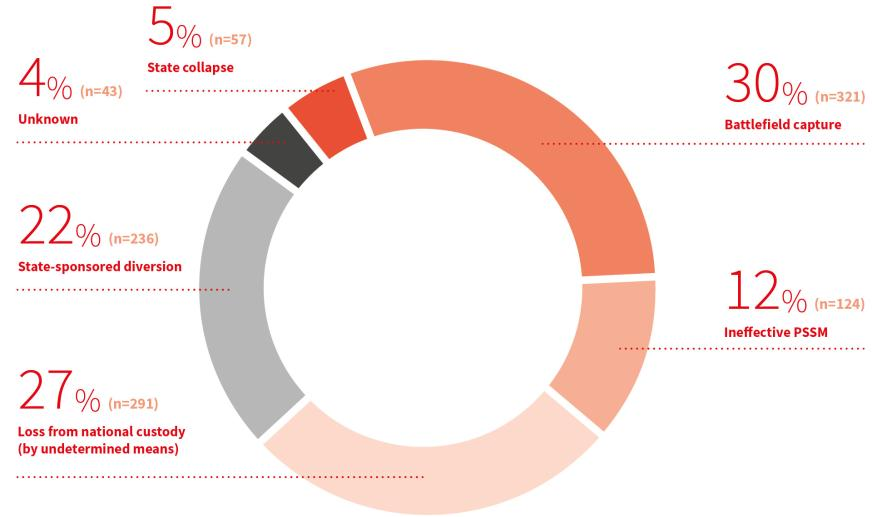 5% (n=57)
State collapse
4% (n=43)
Unknown
30% (n=321)
Battlefield capture
22% (n=236)
State-sponsored diversion
12% (n=124)
Ineffective PSSM
27% (n=291)
Loss from national custody
(by undetermined means)